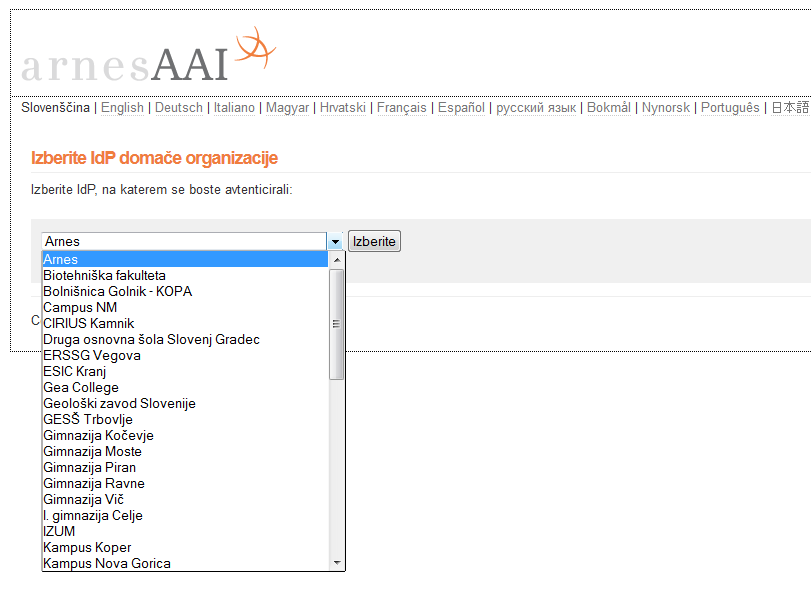 arnesAAI
Slovenščina | English | Deutsch | Italiano | Magyar | Hrvatski | Français | Español | русский язык | Bokmål | Nynorsk | Português | 日本語
Izberite IdP domače organizacije
Izberite IdP, na katerem se boste avtenticirali:
Arnes Izberite
Arnes
Biotehniška fakulteta
Bolnišnica Golnik - KOPA
Campus NM
CIRIUS Kamnik
Druga osnovna šola Slovenj Gradec
ERSSG Vegova
ESIC Kranj
Gea College
Geološki zavod Slovenije
GESŠ Trbovlje
Gimnazija Kočevje
Gimnazija Moste
Gimnazija Piran
Gimnazija Ravne
Gimnazija Vič
I. gimnazija Celje
IZUM
Kampus Koper
Kampus Nova Gorica